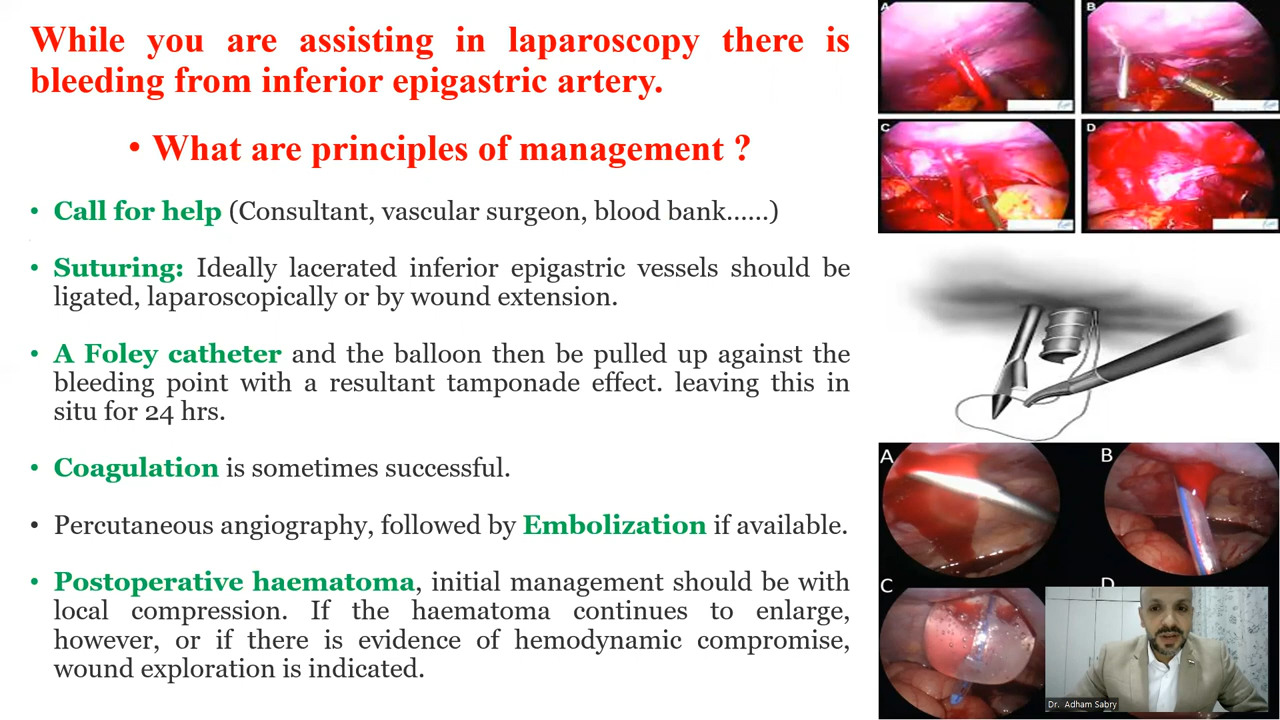 While you are assisting in laparoscopy there is
bleeding from inferior epigastric artery.
• What are principles of management ?
• Call for help (Consultant, vascular surgeon, blood bank......)
• Suturing: Ideally lacerated inferior epigastric vessels should be
ligated, laparoscopically or by wound extension.
• A Foley catheter and the balloon then be pulled up against the
bleeding point with a resultant tamponade effect. leaving this in
situ for 24 hrs.
• Coagulation is sometimes successful.
• Percutaneous angiography, followed by Embolization if available.
• Postoperative haematoma, initial management should be with
local compression. If the haematoma continues to enlarge,
however, or if there is evidence of hemodynamic compromise,
wound exploration is indicated.
A
B
C
D
A
B
C
D
Dr. Adham Sabry